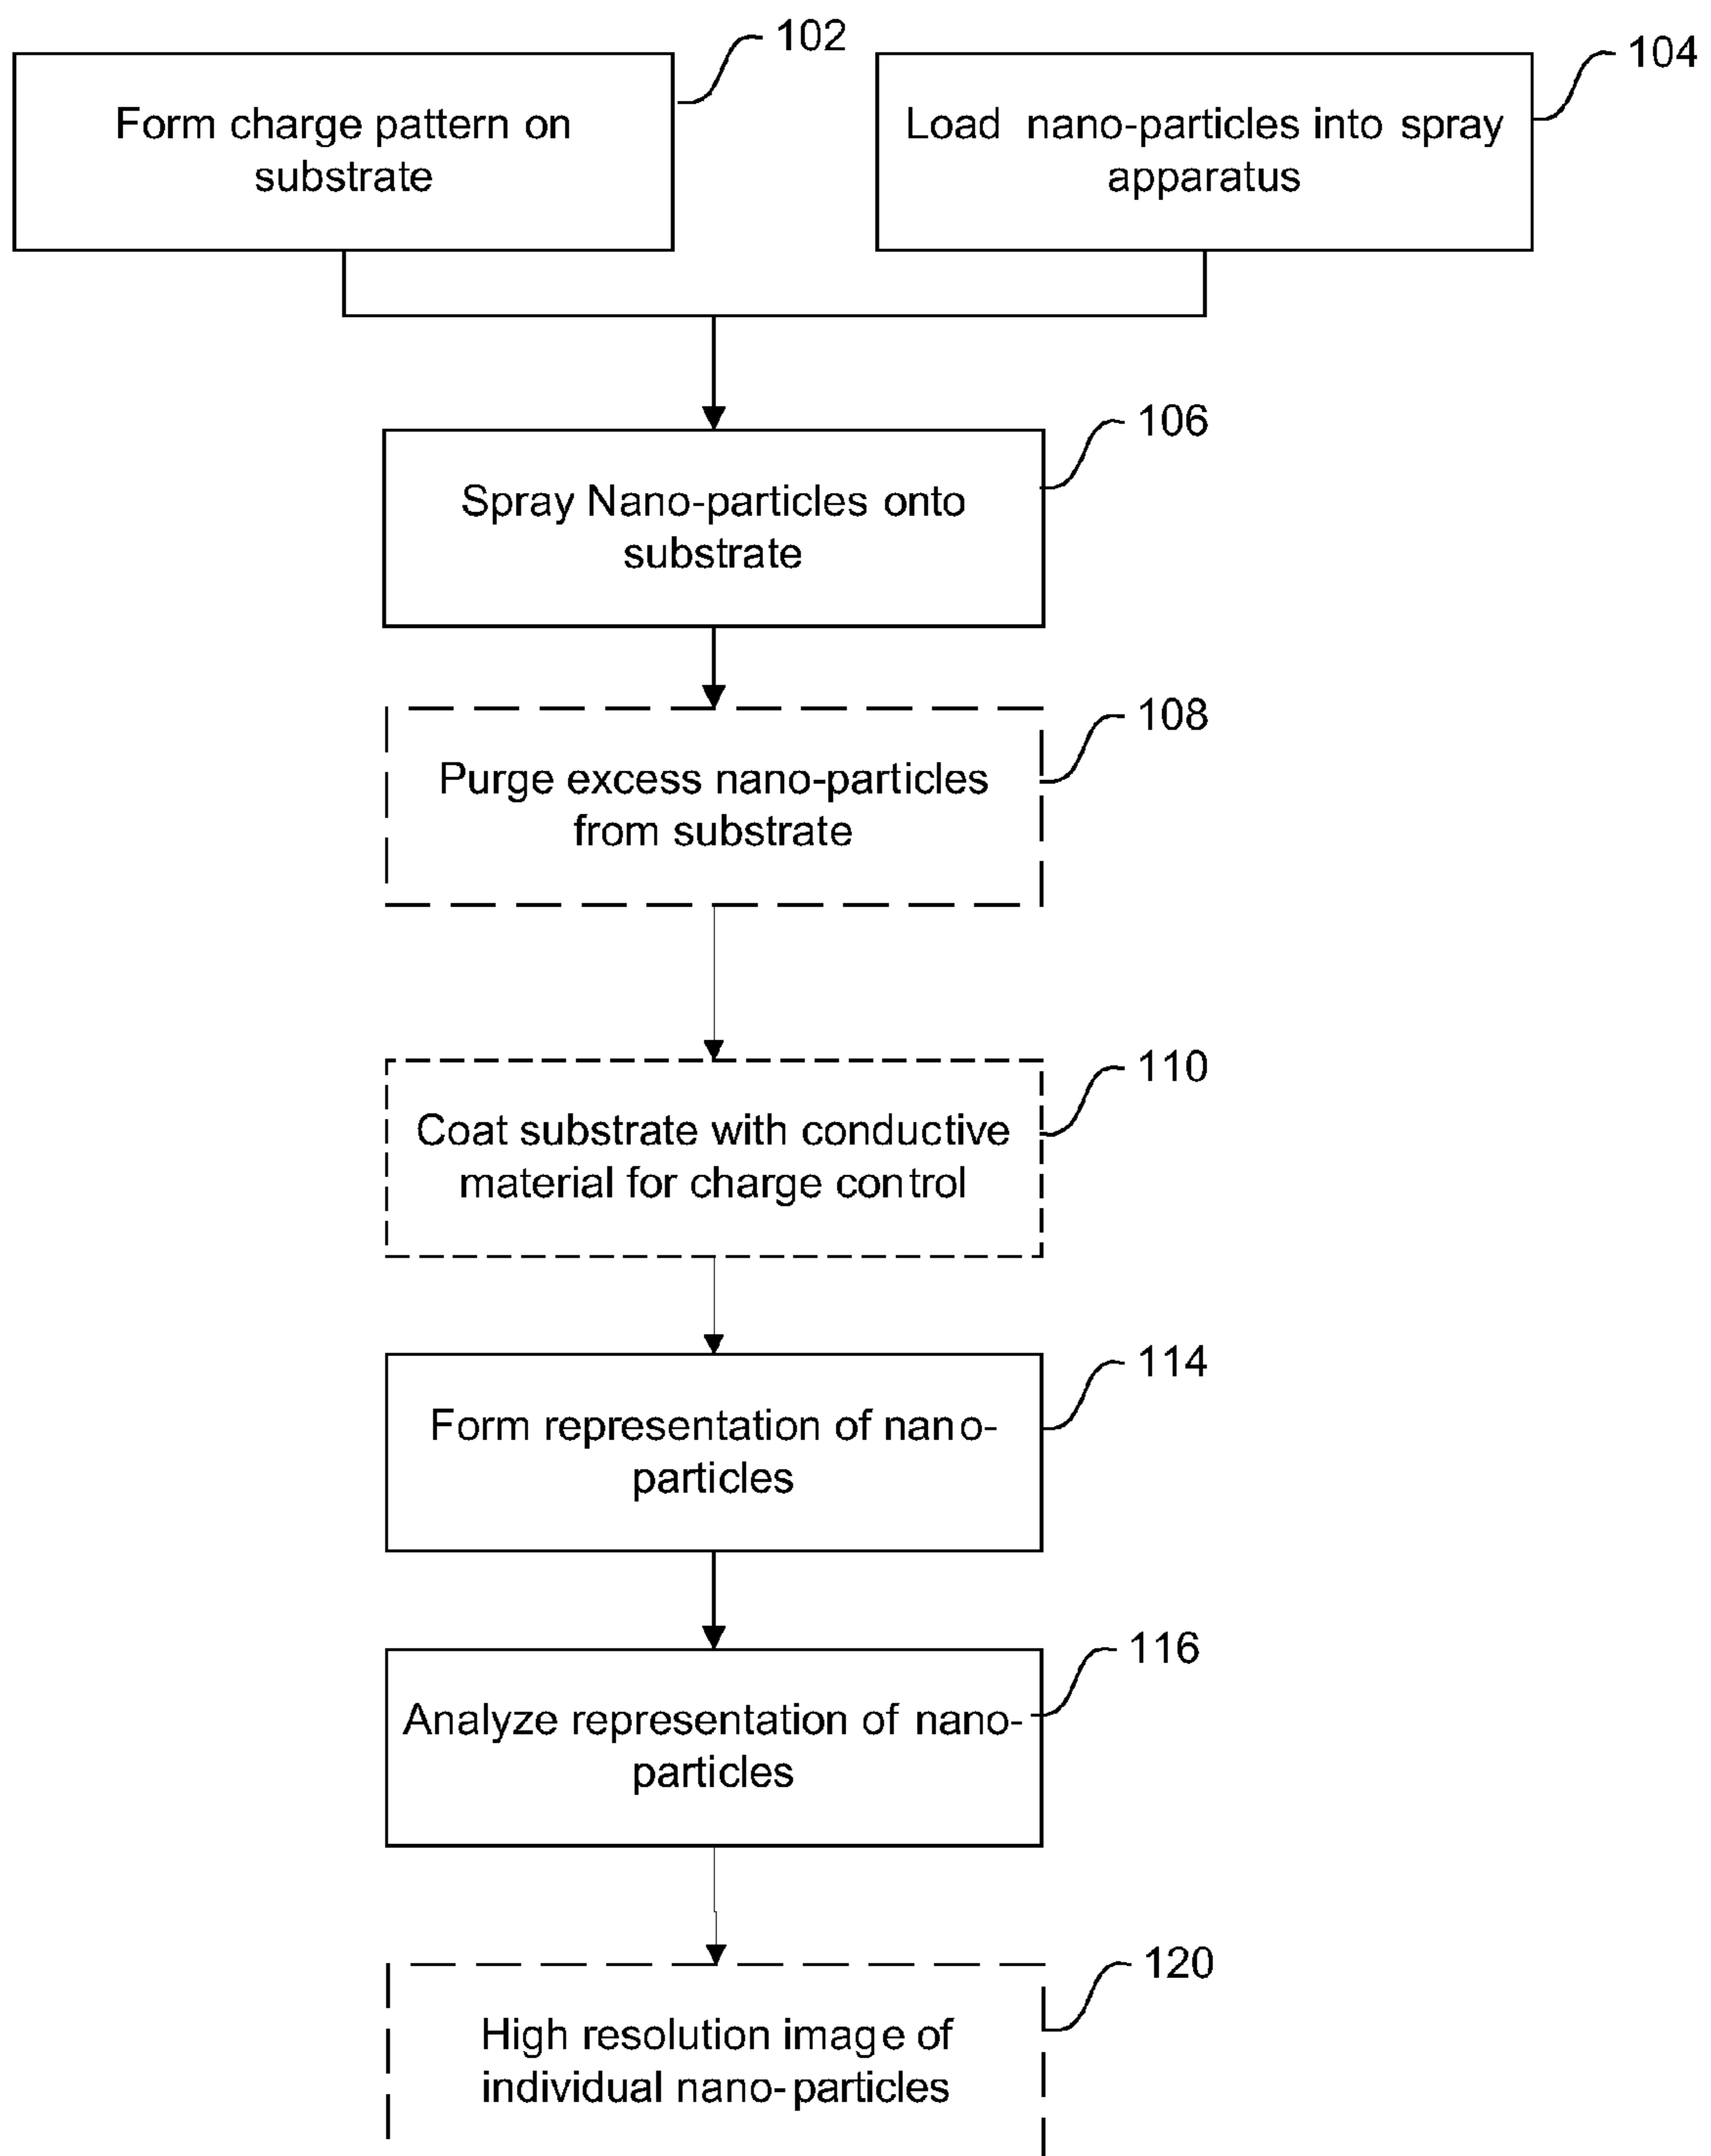 102
104
Form charge pattern on
substrate
Load nano-particles into spray
apparatus
106
Spray Nano-particles onto
substrate
108
Purge excess nano-particles
from substrate
110
Coat substrate with conductive
material for charge control
114
Form representation of nano-
particles
116
Analyze representation of nano-
particles
120
High resolution image of
individual nano-particles